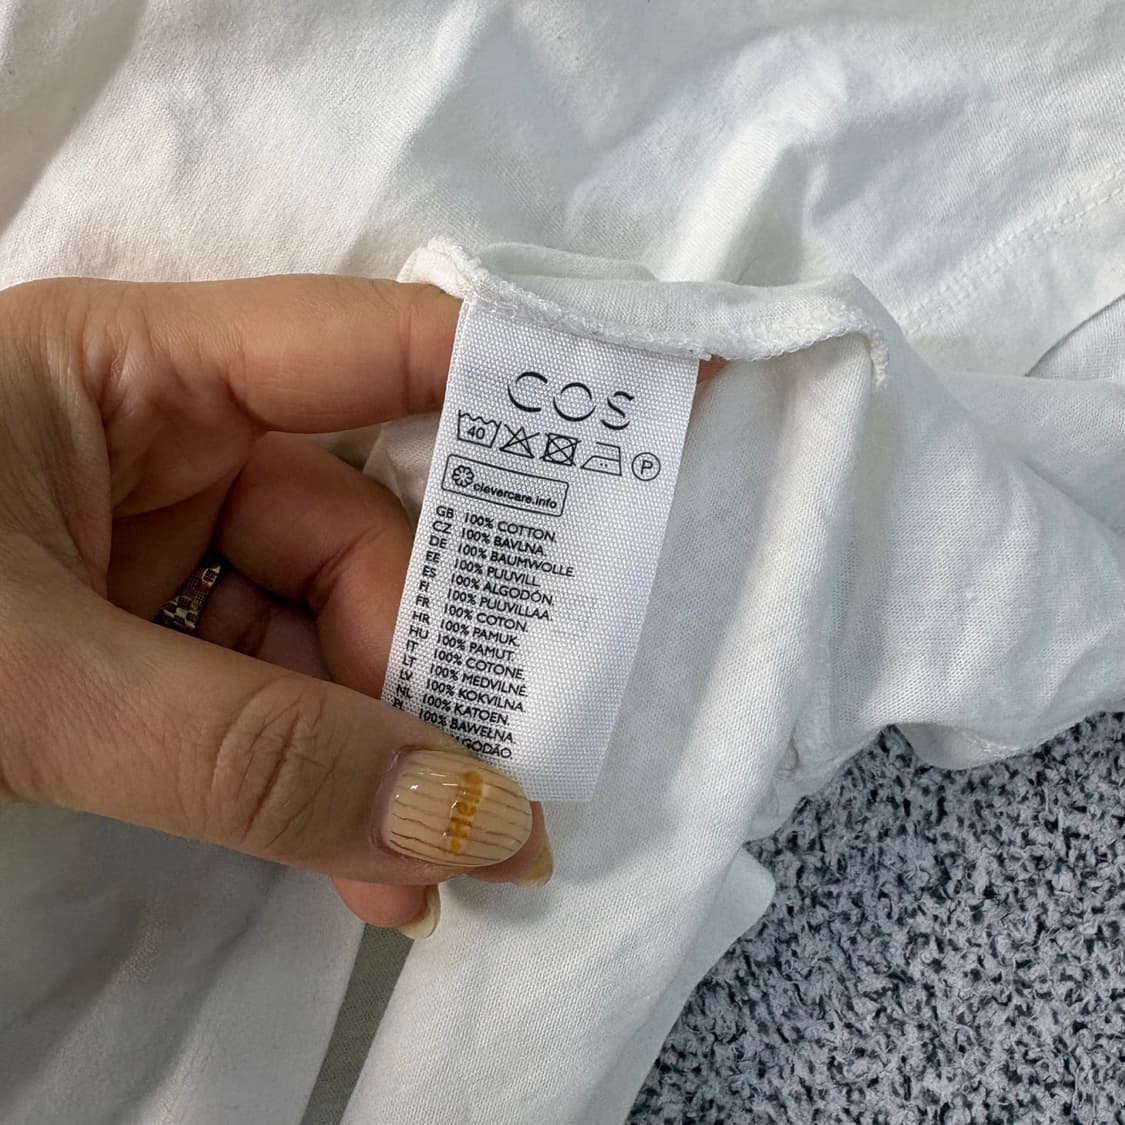 COS
40 P
clevercare.info
GB 100% COTTON.
CZ 100% BAVLNA.
DE 100% BAUMWOLLE.
EE 100% PUUVILL.
ES 100% ALGODÓN.
FI 100% PUUVILLAA.
FR 100% COTON.
HR 100% PAMUK.
HU 100% PAMUT.
IT 100% COTONE.
LT 100% MEDVILNĖ.
LV 100% KOKVILNA
NL 100% KATOEN.
PL 100% BAWEŁNA.